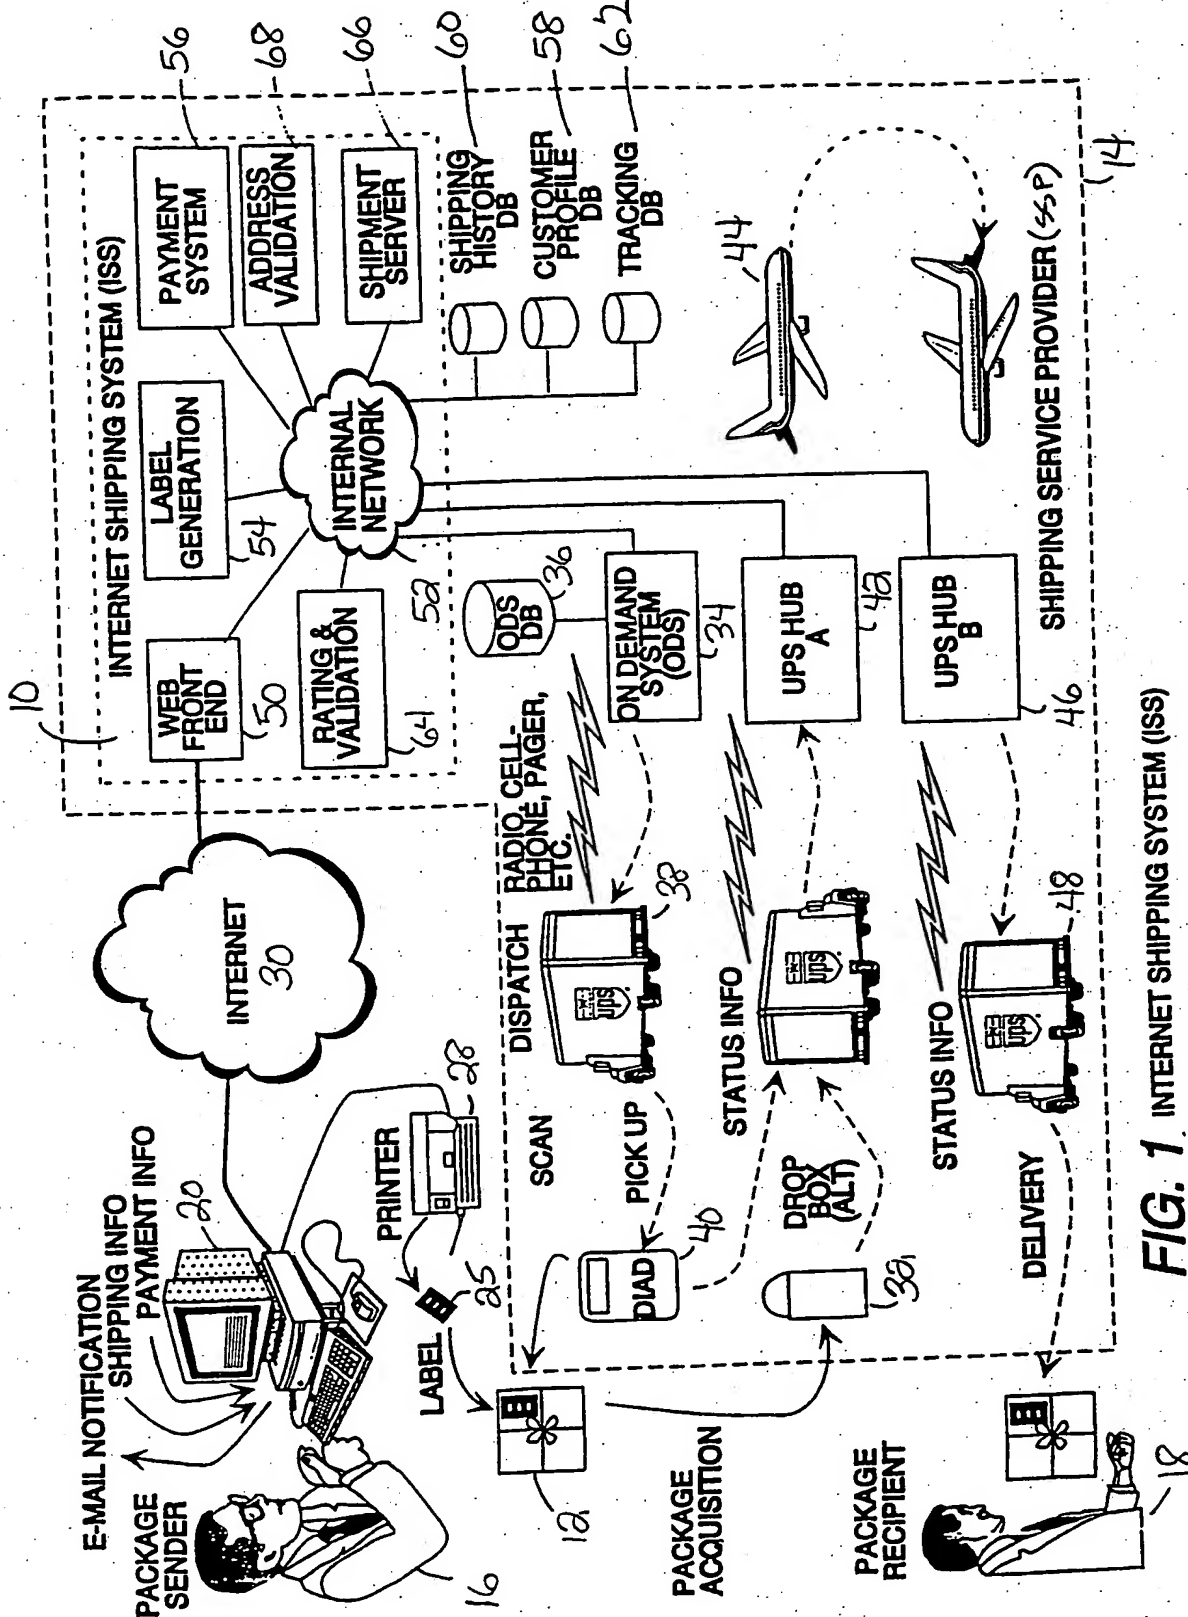 E-MAIL NOTIFICATION
SHIPPING INFO
PAYMENT INFO
PACKAGE
SENDER
16
20
INTERNET
30
PRINTER
28
LABEL
25
12
10
INTERNET SHIPPING SYSTEM (ISS)
WEB
FRONT
END
50
LABEL
GENERATION
54
PAYMENT
SYSTEM
56
ADDRESS
VALIDATION
68
SHIPMENT
SERVER
66
RATING &
VALIDATION
64
INTERNAL
NETWORK
52
SHIPPING
HISTORY
DB
60
CUSTOMER
PROFILE
DB
58
TRACKING
DB
62
ODS
DB
36
ON DEMAND
SYSTEM
(ODS)
34
RADIO, CELL-
PHONE, PAGER,
ETC.
DISPATCH
ups
38
SCAN
PICK UP
DIAD
40
UPS HUB
A
42
44
STATUS INFO
ups
DROP
BOX
(ALT)
32
PACKAGE
ACQUISITION
UPS HUB
B
46
STATUS INFO
ups
48
DELIVERY
PACKAGE
RECIPIENT
18
SHIPPING SERVICE PROVIDER (SSP)
14
FIG. 1 INTERNET SHIPPING SYSTEM (ISS)